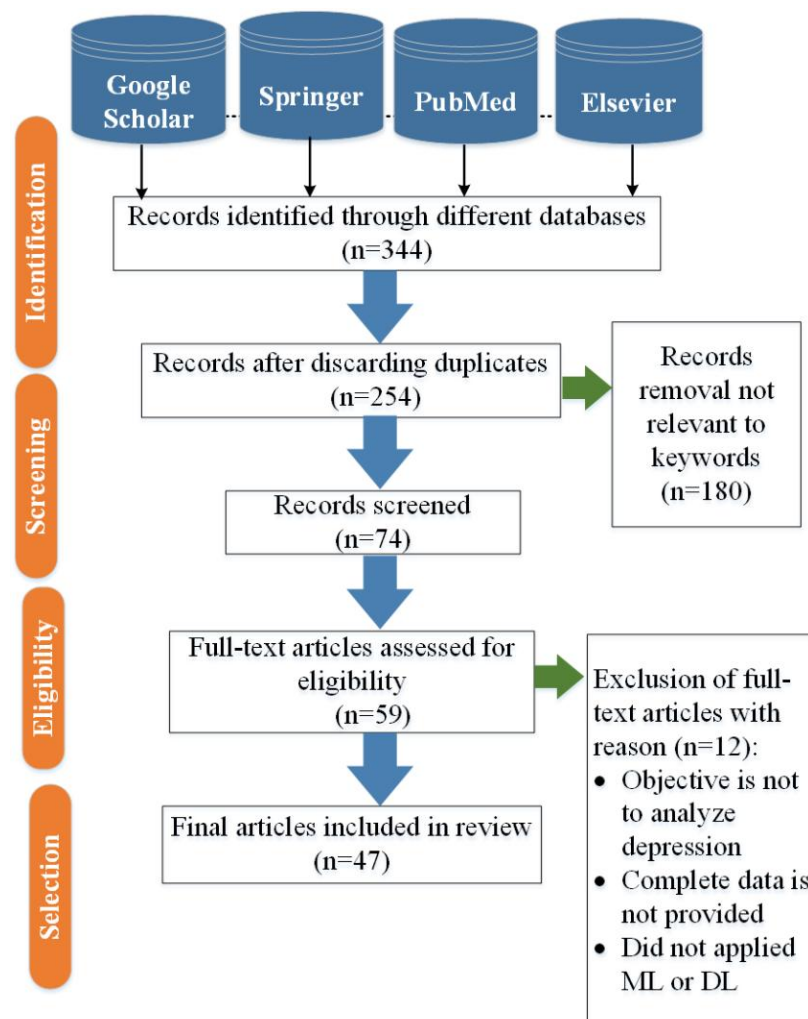 Google
Scholar
Springer
PubMed
Elsevier
Identification
Records identified through different databases
(n=344)
Records after discarding duplicates
(n=254)
Records
removal not
relevant to
keywords
(n=180)
Screening
Records screened
(n=74)
Eligibility
Full-text articles assessed for
eligibility
(n=59)
Exclusion of full-
text articles with
reason (n=12):
• Objective is not
to analyze
depression
• Complete data is
not provided
• Did not applied
ML or DL
Selection
Final articles included in review
(n=47)